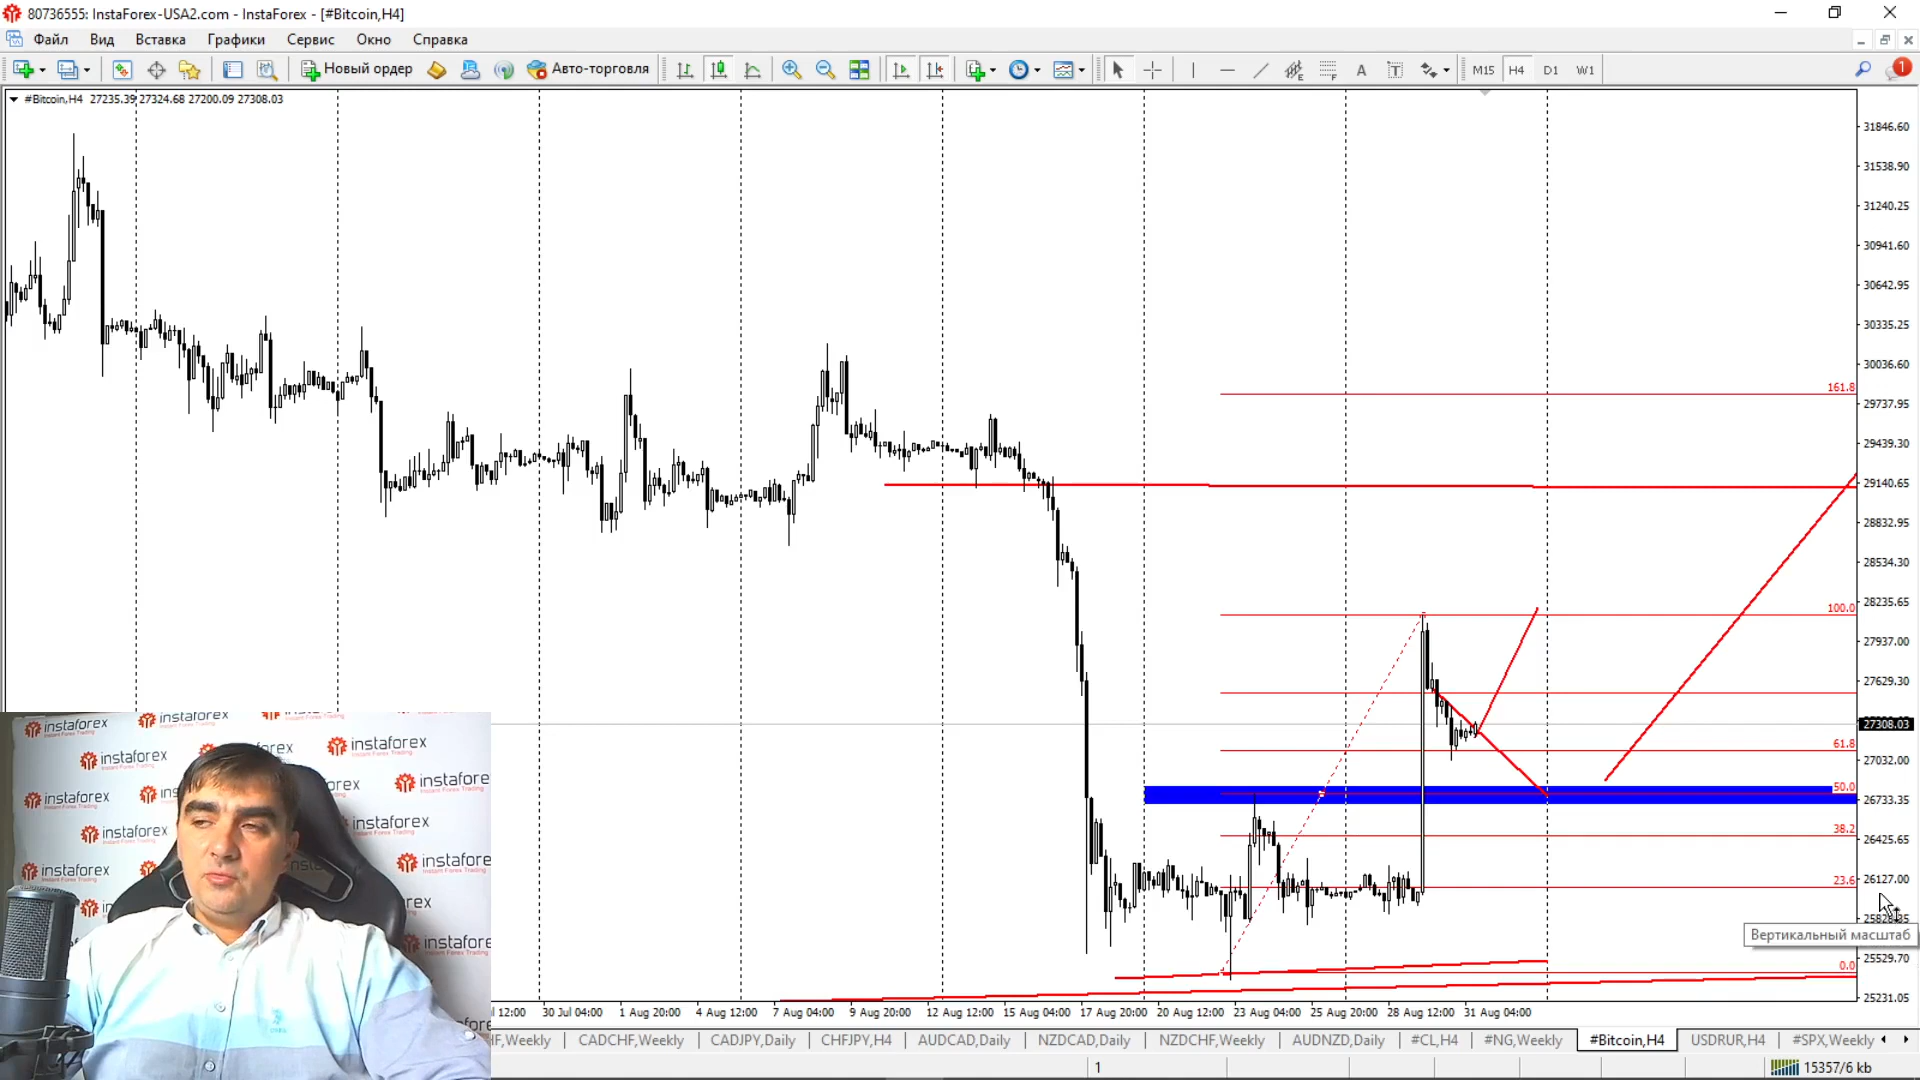 80736555: InstaForex-USA2.com - InstaForex - [#Bitcoin,H4]
Файл Вид Вставка Графики Сервис Окно Справка
Новый ордер Авто-торговля A T M15 H4 D1 W1 1
#Bitcoin,H4 27235.39 27324.68 27200.09 27308.03
31846.60
31538.90
31240.25
30941.60
30642.95
30335.25
30036.60
161.8
29737.95
29439.30
29140.65
28832.95
28534.30
28235.65
100.0
27937.00
27629.30
27308.03
61.8
27032.00
50.0
26733.35
38.2
26425.65
23.6
26127.00
Вертикальный масштаб
25529.70
0.0
25231.05
30 Jul 04:00 1 Aug 20:00 4 Aug 12:00 7 Aug 04:00 9 Aug 20:00 12 Aug 12:00 15 Aug 04:00 17 Aug 20:00 20 Aug 12:00 23 Aug 04:00 25 Aug 20:00 28 Aug 12:00 31 Aug 04:00
CADCHF,Weekly CADJPY,Daily CHFJPY,H4 AUDCAD,Daily NZDCAD,Daily NZDCHF,Weekly AUDNZD,Daily #CL,H4 #NG,Weekly #Bitcoin,H4 USDRUR,H4 #SPX,Weekly
1 15357/6 kb
instaforex
Instant Forex Trading
instaforex
instaforex
instaforex
instaforex
instaforex
instaforex
instaforex
instaforex